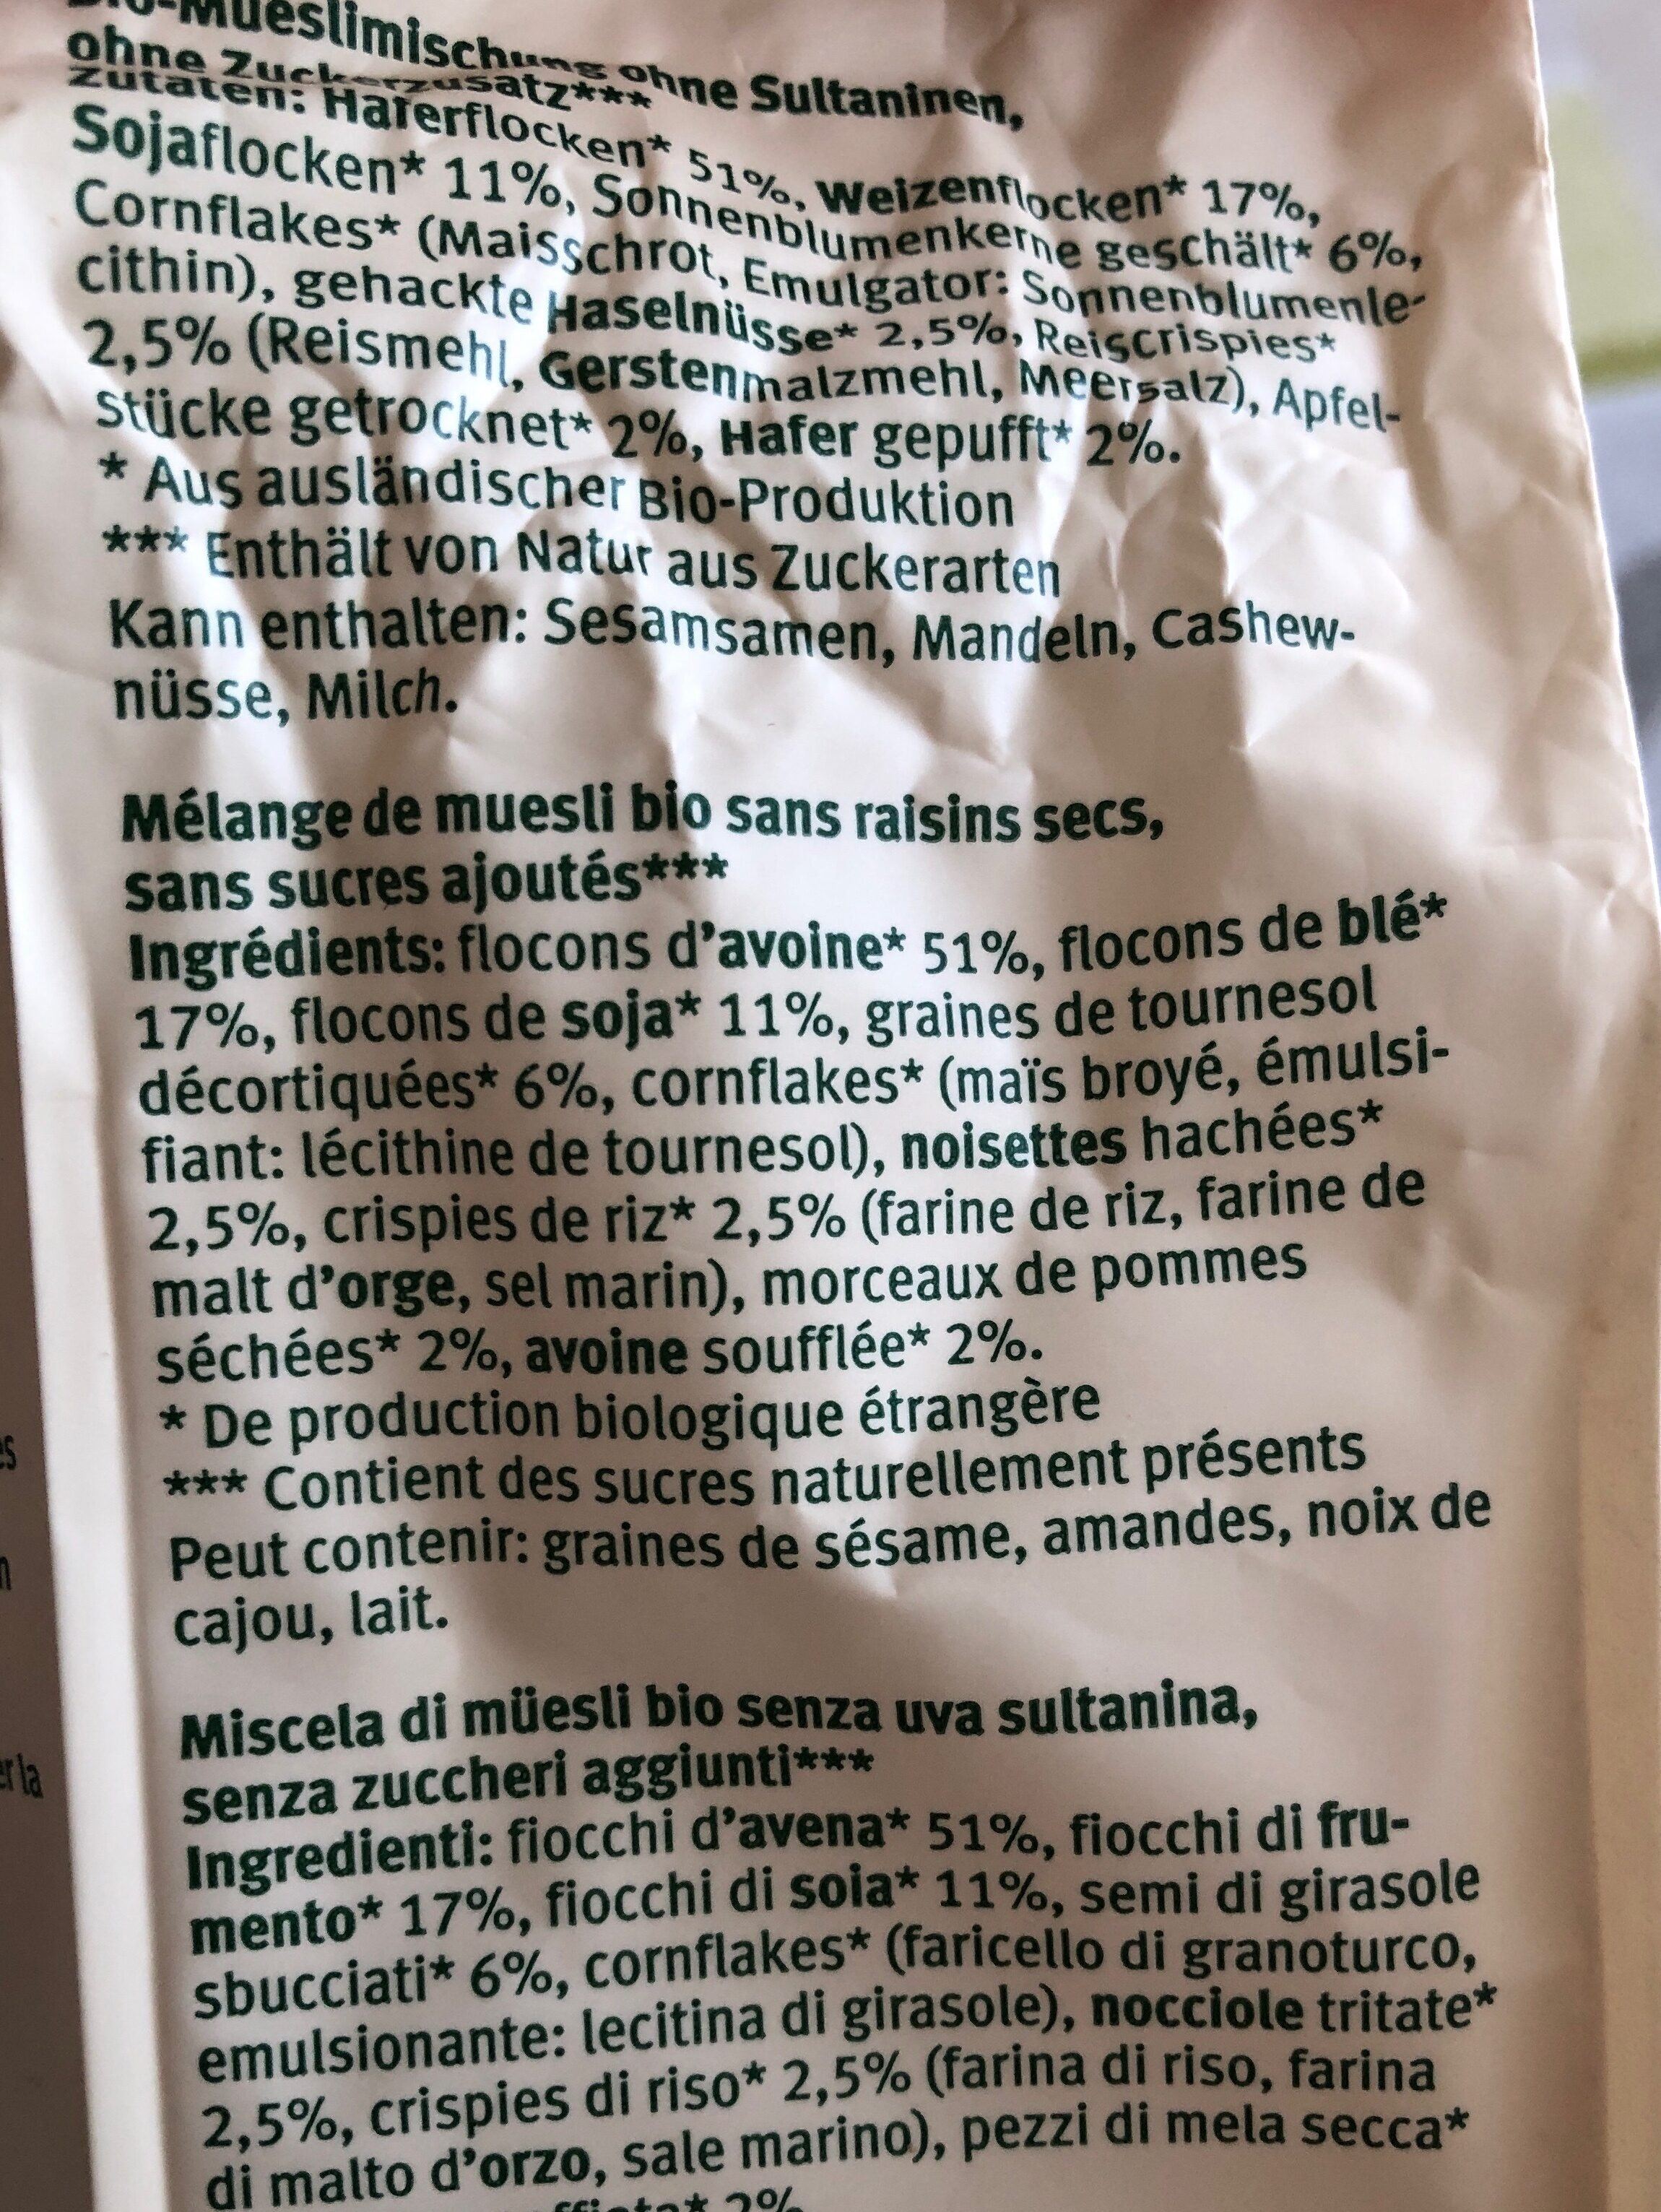 Bio-Mueslimischung ohne Sultaninen,
ohne Zuckerzusatz***
Zutaten: Haferflocken* 51%, Weizenflocken* 17%,
Sojaflocken* 11%, Sonnenblumenkerne geschält* 6%,
Cornflakes* (Maisschrot, Emulgator: Sonnenblumenle-
cithin), gehackte Haselnüsse* 2,5%, Reiscrispies*
2,5% (Reismehl, Gerstenmalzmehl, Meersalz), Apfel-
stücke getrocknet* 2%, Hafer gepufft* 2%.
* Aus ausländischer Bio-Produktion
*** Enthält von Natur aus Zuckerarten
Kann enthalten: Sesamsamen, Mandeln, Cashew-
nüsse, Milch.
Mélange de muesli bio sans raisins secs,
sans sucres ajoutés***
Ingrédients: flocons d’avoine* 51%, flocons de blé*
17%, flocons de soja* 11%, graines de tournesol
décortiquées* 6%, cornflakes* (maïs broyé, émulsi-
fiant: lécithine de tournesol), noisettes hachées*
2,5%, crispies de riz* 2,5% (farine de riz, farine de
malt d’orge, sel marin), morceaux de pommes
séchées* 2%, avoine soufflée* 2%.
* De production biologique étrangère
*** Contient des sucres naturellement présents
Peut contenir: graines de sésame, amandes, noix de
cajou, lait.
Miscela di müesli bio senza uva sultanina,
senza zuccheri aggiunti***
Ingredienti: fiocchi d’avena* 51%, fiocchi di fru-
mento* 17%, fiocchi di soia* 11%, semi di girasole
sbucciati* 6%, cornflakes* (faricello di granoturco,
emulsionante: lecitina di girasole), nocciole tritate*
2,5%, crispies di riso* 2,5% (farina di riso, farina
di malto d’orzo, sale marino), pezzi di mela secca*
2%